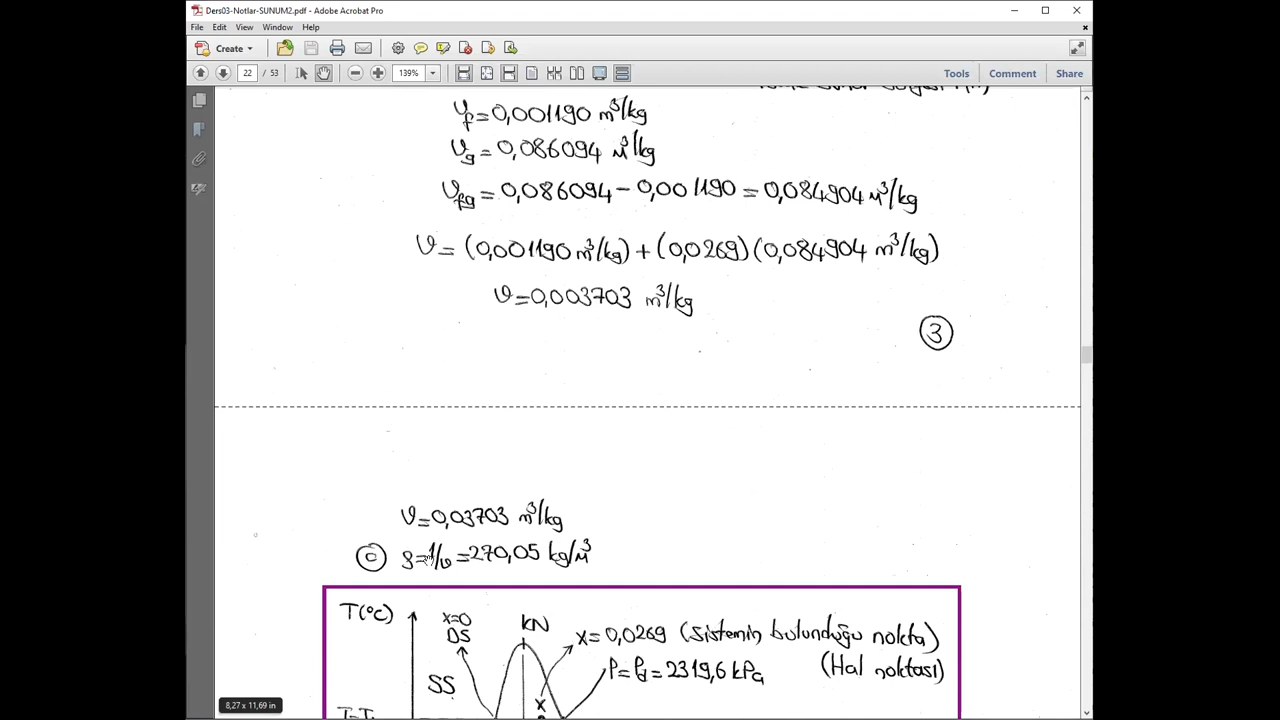 Ders03-Notlar-SUNUM2.pdf - Adobe Acrobat Pro
File Edit View Window Help
Create
22 / 53 139% Tools Comment Share
v_f=0,001190 m³/kg
v_g=0,086094 m³/kg
v_fg=0,086094-0,001190=0,084904 m³/kg
v=(0,001190 m³/kg)+(0,0269)(0,084904 m³/kg)
v=0,003703 m³/kg
3
v=0,03703 m³/kg
c ρ=1/v=270,05 kg/m³
T(°C) x=0 KN x=0,0269 (sistemin bulunduğu nokta)
DS
P=Pd=2319,6 kPa (Hal noktası)
SS
x
8,27 x 11,69 in